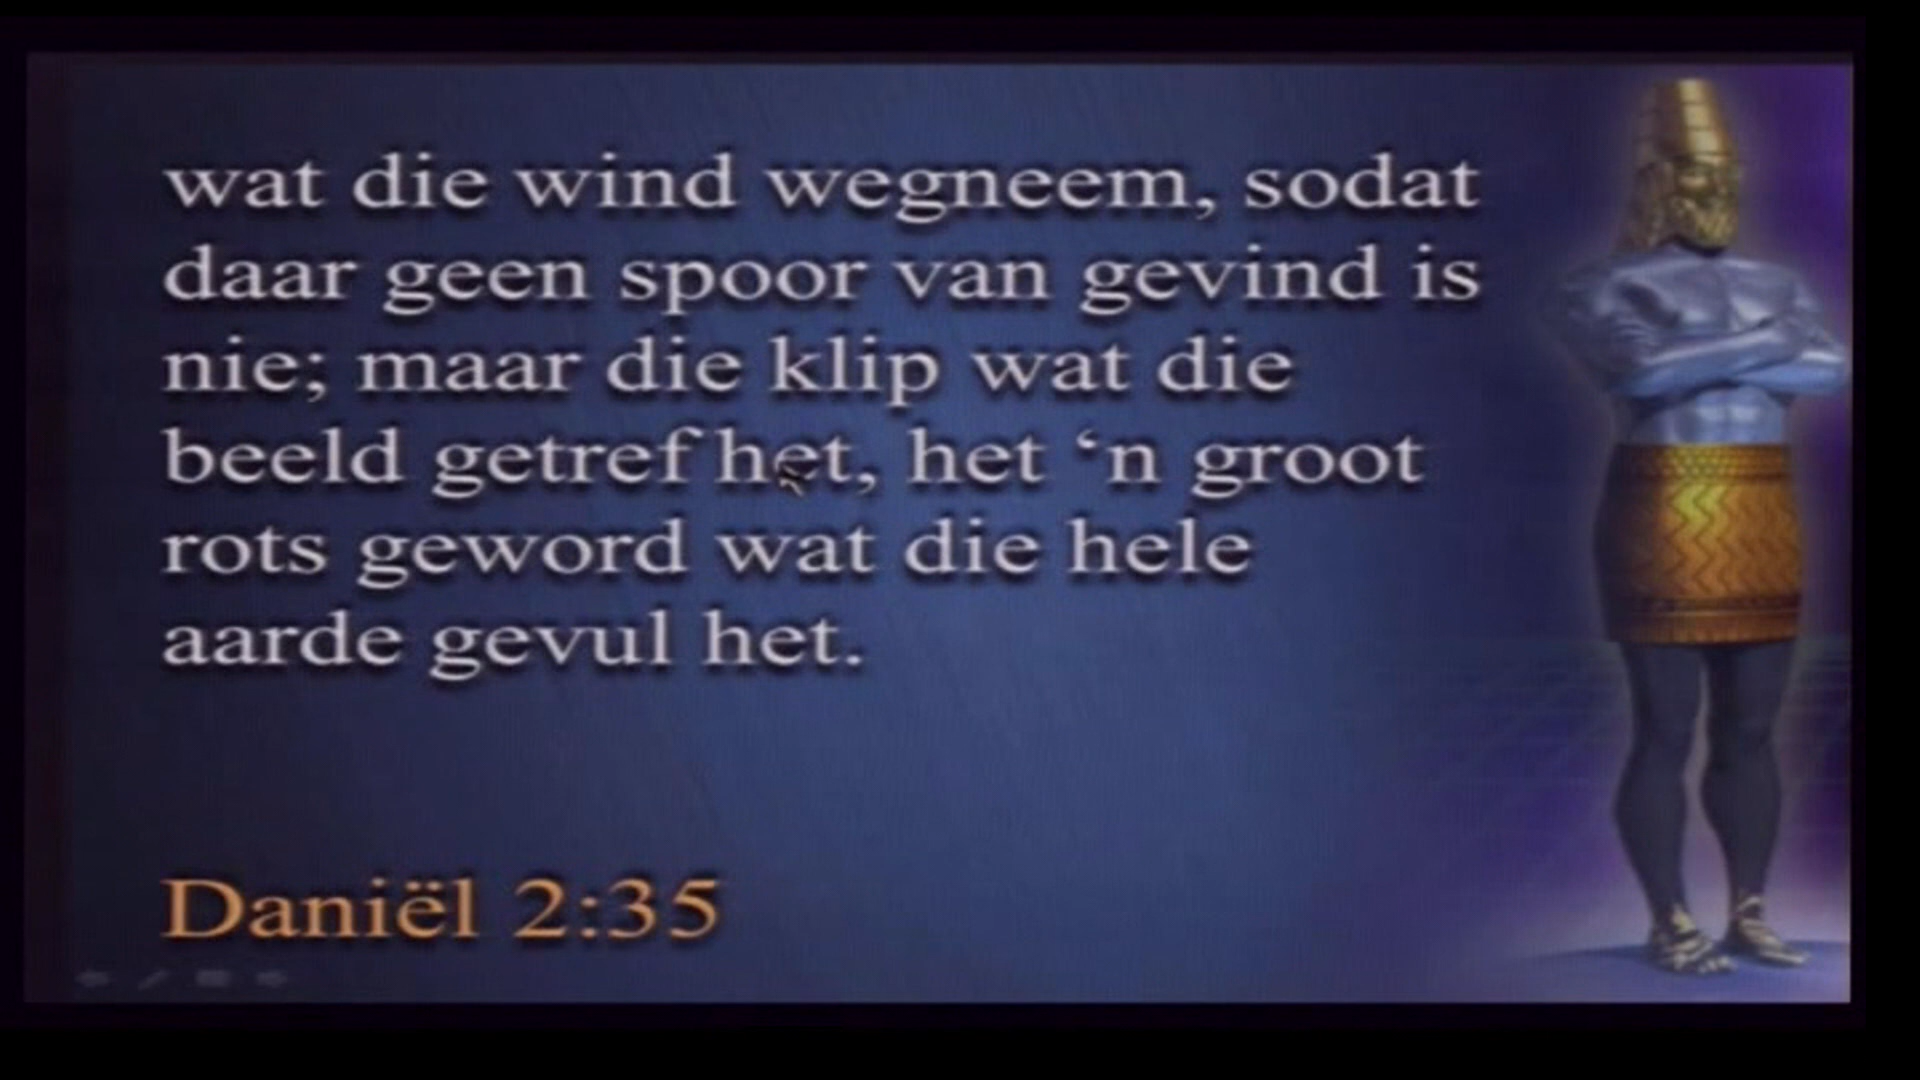 wat die wind wegneem, sodat
daar geen spoor van gevind is
nie; maar die klip wat die
beeld getref het, het ‘n groot
rots geword wat die hele
aarde gevul het.
Daniël 2:35